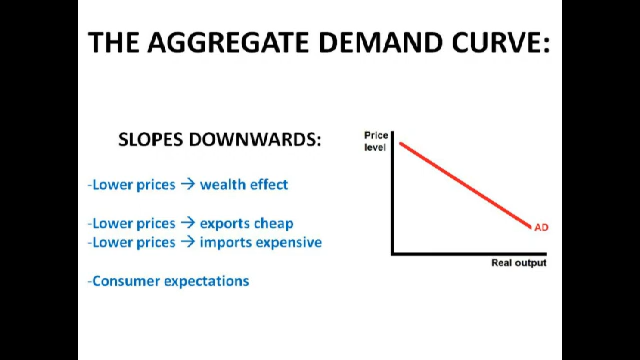 THE AGGREGATE DEMAND CURVE:
SLOPES DOWNWARDS:
-Lower prices → wealth effect
-Lower prices → exports cheap
-Lower prices → imports expensive
-Consumer expectations
Price
level
AD
Real output